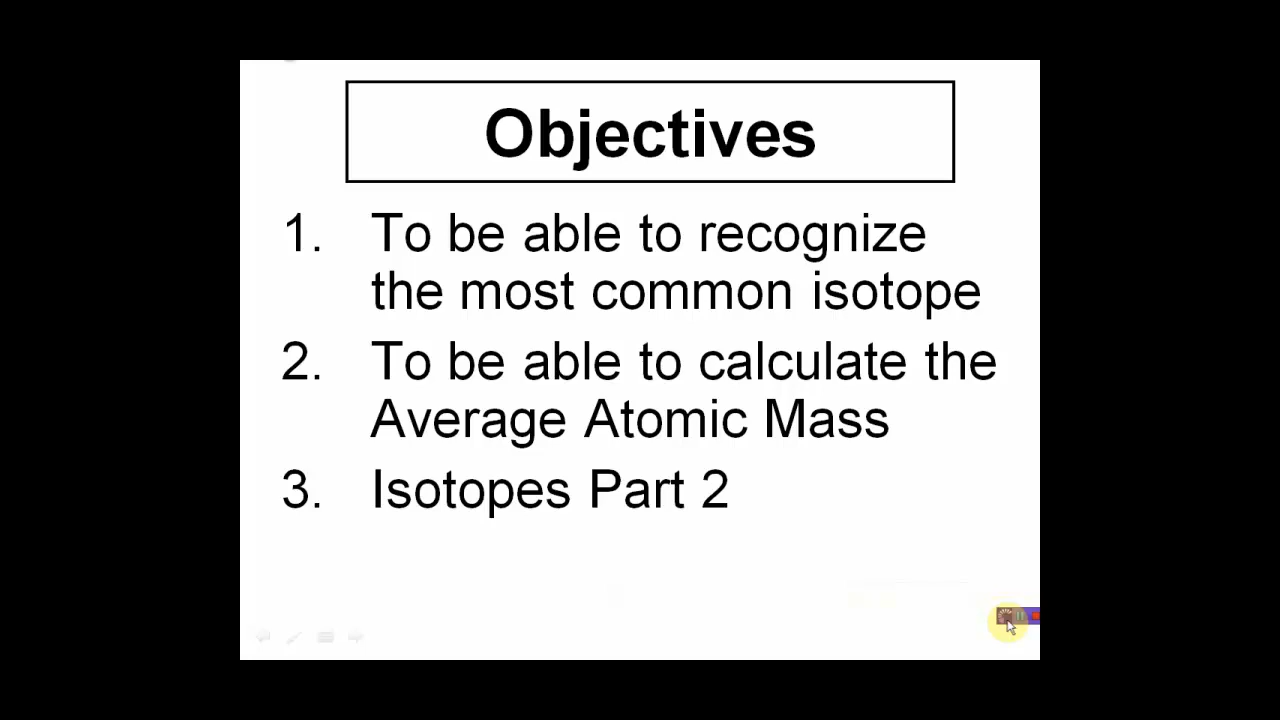 Objectives
1. To be able to recognize
the most common isotope
2. To be able to calculate the
Average Atomic Mass
3. Isotopes Part 2